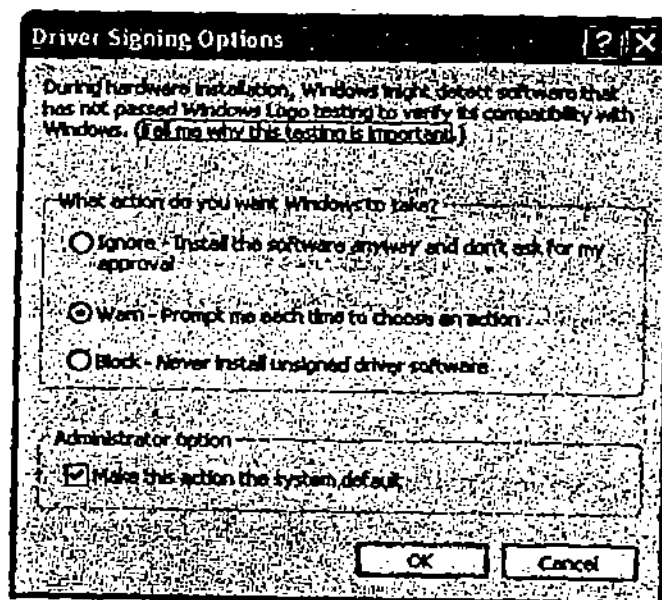 Driver Signing Options
During hardware installation, Windows might detect software that
has not passed Windows Logo testing to verify its compatibility with
Windows. (Tell me why this testing is important.)
What action do you want Windows to take?
Ignore - Install the software anyway and don't ask for my
approval
Warn - Prompt me each time to choose an action
Block - Never install unsigned driver software
Administrator option
Make this action the system default
OK
Cancel